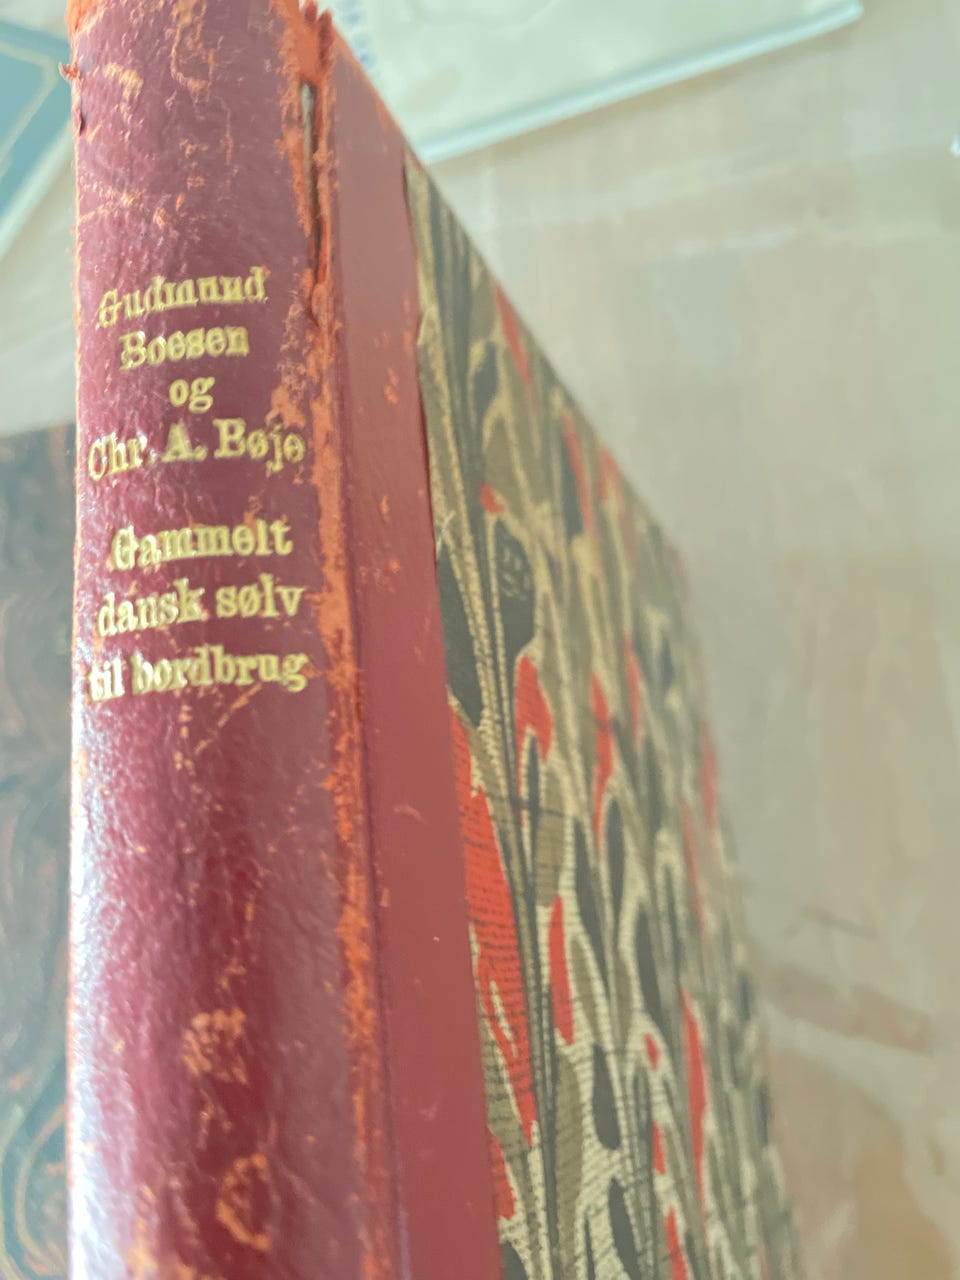 Gudmund
Boesen
og
Chr. A. Bøje
Gammelt
dansk sølv
til bordbrug